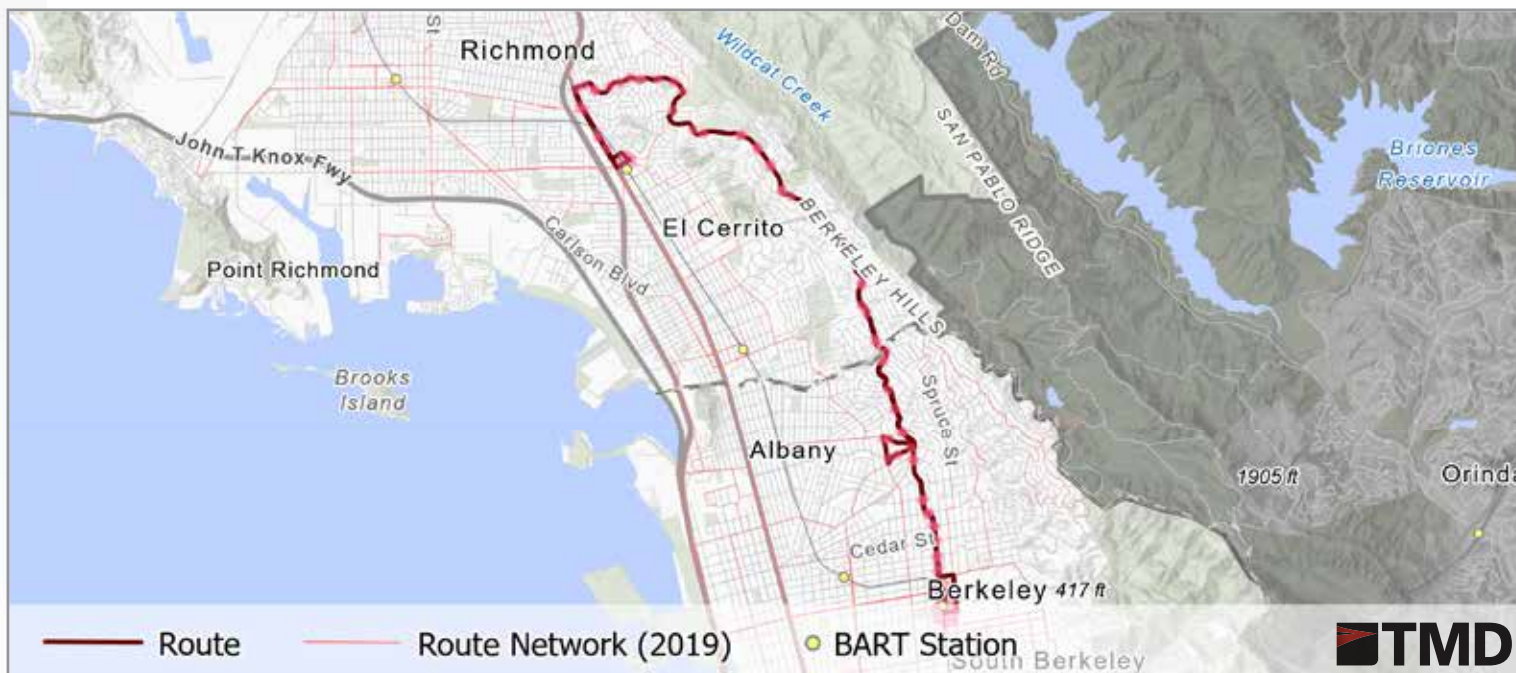 St
Richmond
Wildcat Creek
Dam Rd
SAN PABLO RIDGE
Briones
Reservoir
John T Knox Fwy
El Cerrito
BERKELEY HILLS
Point Richmond
Carlson Blvd
Brooks
Island
Spruce St
Albany
1905 ft
Orinda
Cedar St
Berkeley 417 ft
Route
Route Network (2019)
BART Station
South Berkeley
TMD